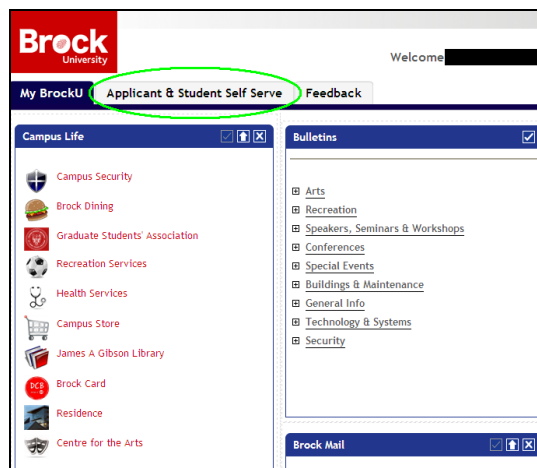 Brock
University
Welcome
My BrockU
Applicant & Student Self Serve
Feedback
Campus Life
Campus Security
Brock Dining
Graduate Students' Association
Recreation Services
Health Services
Campus Store
James A Gibson Library
DCB
Brock Card
Residence
Centre for the Arts
Bulletins
Arts
Recreation
Speakers, Seminars & Workshops
Conferences
Special Events
Buildings & Maintenance
General Info
Technology & Systems
Security
Brock Mail